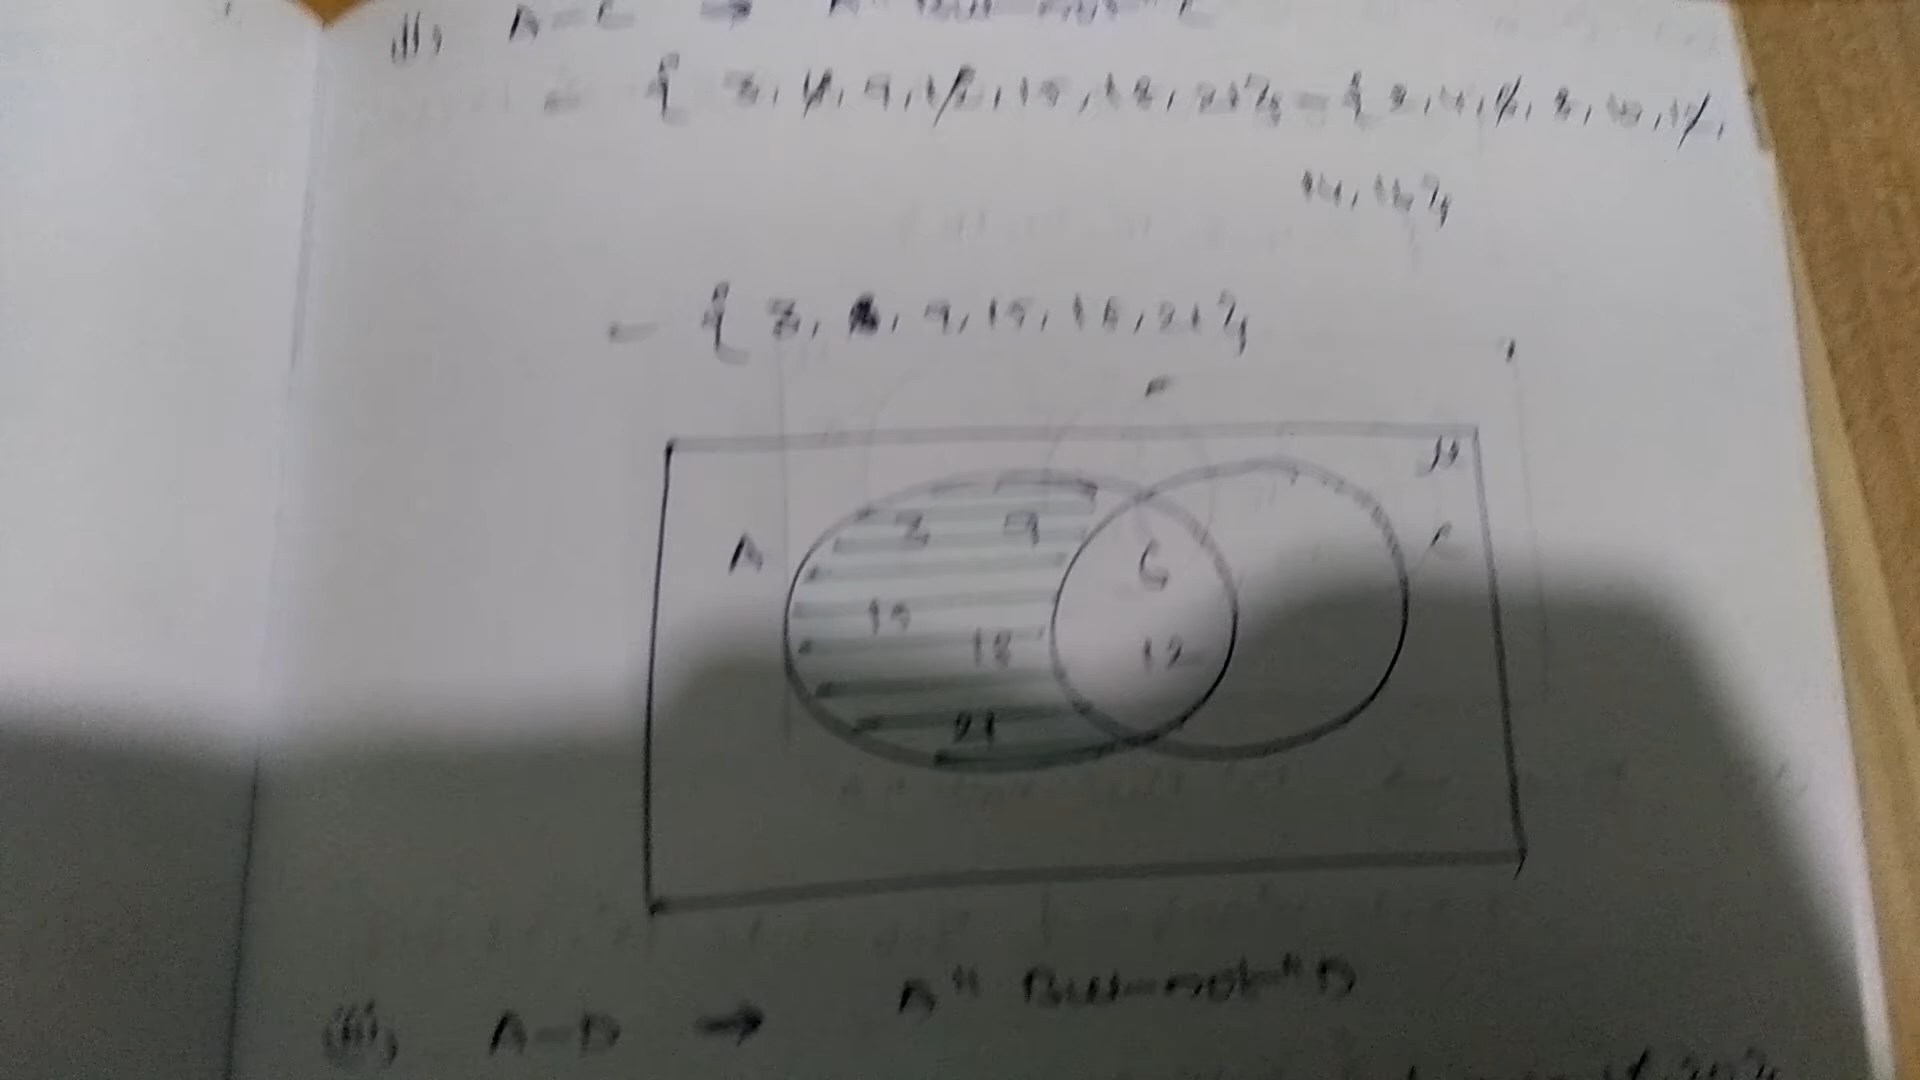 (ii) A - C → A "But not" C
= { 3, 6, 9, 12, 15, 18, 21} - { 2, 4, 6, 8, 10, 12,
14, 16}
= { 3, 9, 15, 18, 21}
μ
A
C
3 9
6
15
18
12
21
(iii) A - D → A "But not" D